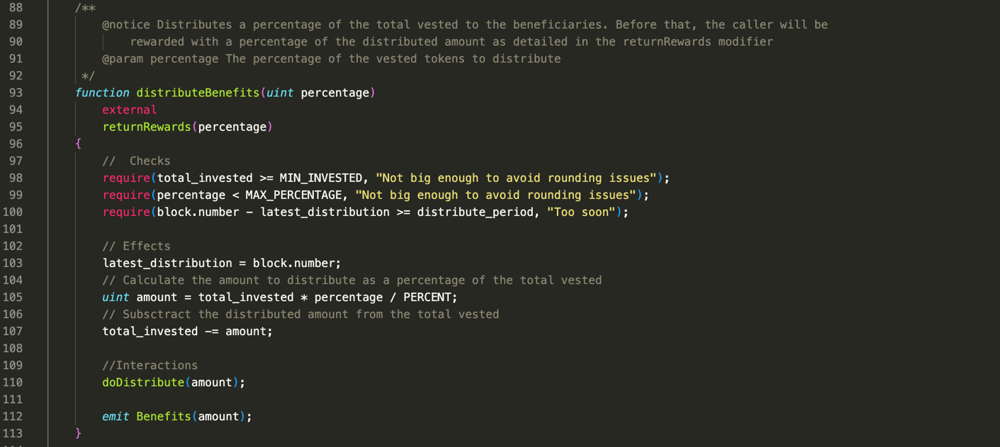 88 /**
89 @notice Distributes a percentage of the total vested to the beneficiaries. Before that, the caller will be
90 rewarded with a percentage of the distributed amount as detailed in the returnRewards modifier
91 @param percentage The percentage of the vested tokens to distribute
92 */
93 function distributeBenefits(uint percentage)
94 external
95 returnRewards(percentage)
96 {
97 //  Checks
98 require(total_invested >= MIN_INVESTED, "Not big enough to avoid rounding issues");
99 require(percentage < MAX_PERCENTAGE, "Not big enough to avoid rounding issues");
100 require(block.number - latest_distribution >= distribute_period, "Too soon");
101
102 // Effects
103 latest_distribution = block.number;
104 // Calculate the amount to distribute as a percentage of the total vested
105 uint amount = total_invested * percentage / PERCENT;
106 // Subsctract the distributed amount from the total vested
107 total_invested -= amount;
108
109 //Interactions
110 doDistribute(amount);
111
112 emit Benefits(amount);
113 }